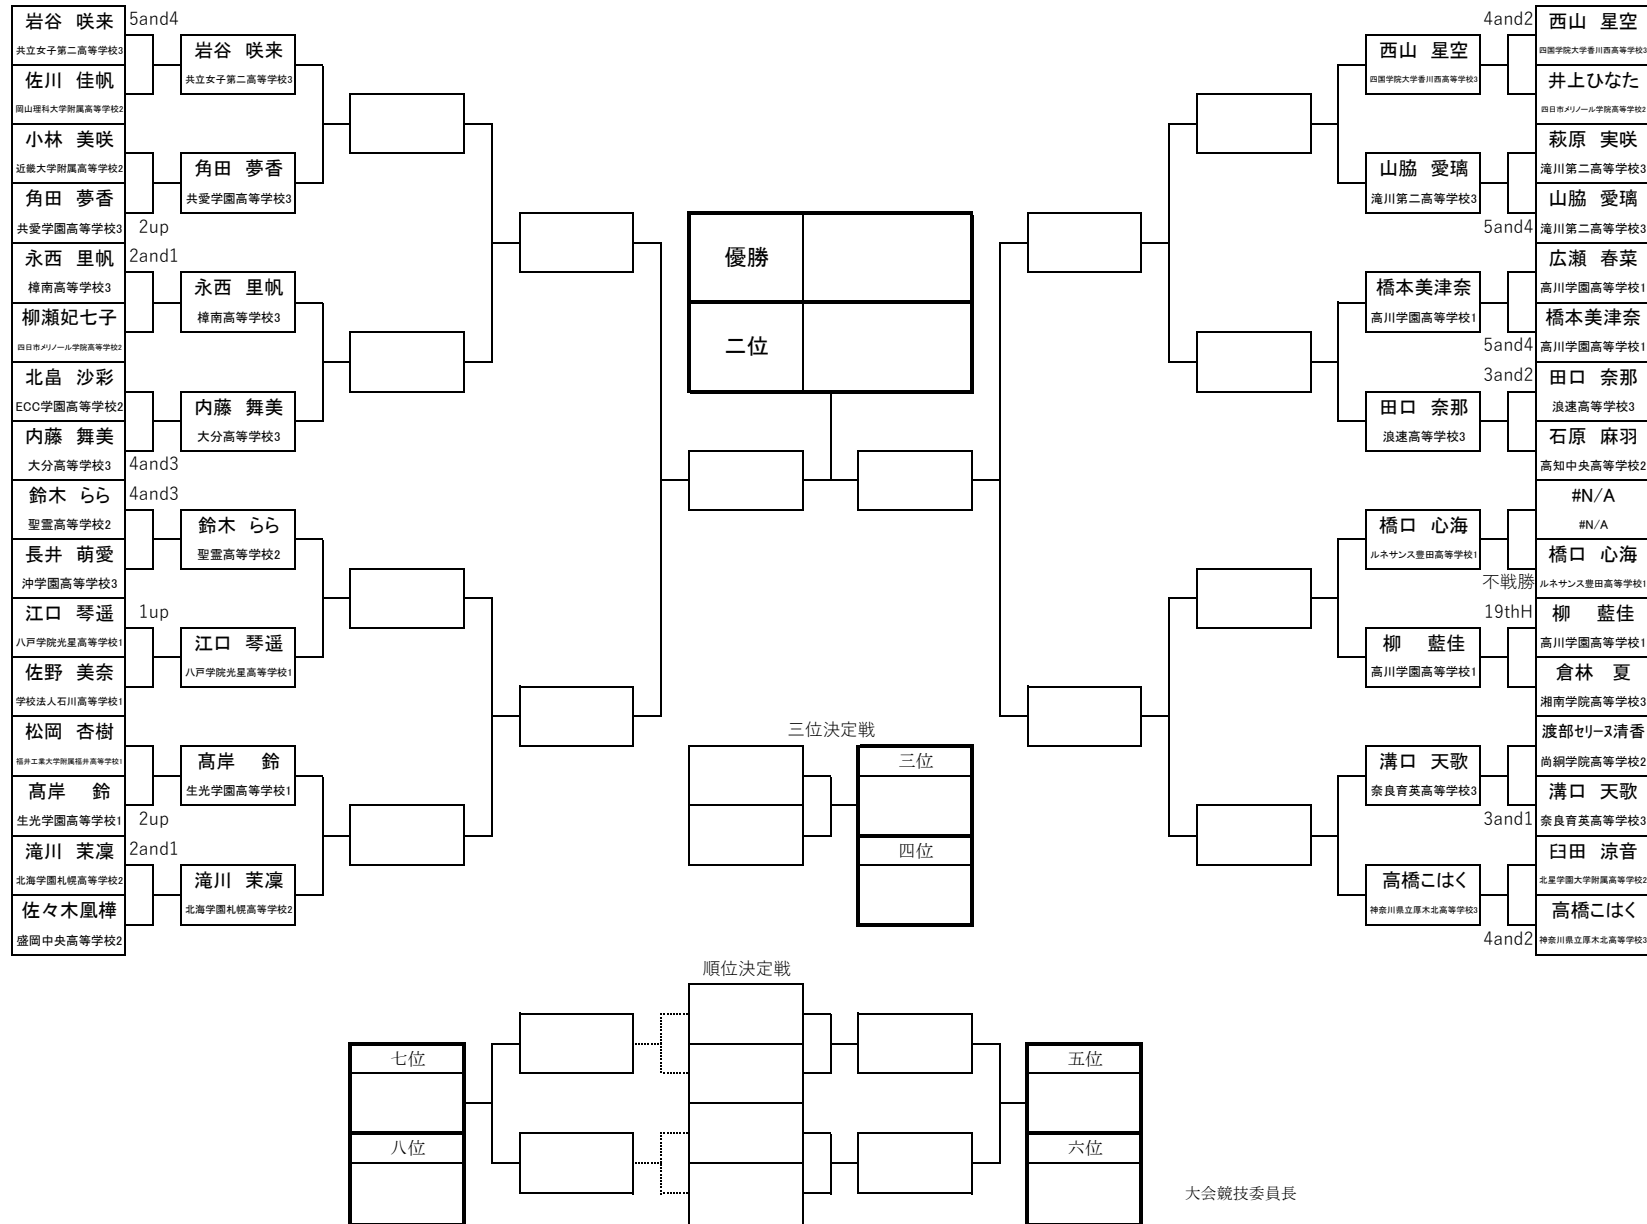 岩谷 咲来
共立女子第二高等学校3
5and4
佐川 佳帆
岡山理科大学附属高等学校2
小林 美咲
近畿大学附属高等学校2
角田 夢香
共愛学園高等学校3
2up
永西 里帆
樟南高等学校3
2and1
柳瀬妃七子
四日市メリノール学院高等学校2
北畠 沙彩
ECC学園高等学校2
内藤 舞美
大分高等学校3
4and3
鈴木 らら
聖霊高等学校2
4and3
長井 萌愛
沖学園高等学校3
江口 琴遥
八戸学院光星高等学校1
1up
佐野 美奈
学校法人石川高等学校1
松岡 杏樹
福井工業大学附属福井高等学校1
髙岸 鈴
生光学園高等学校1
2up
滝川 茉凜
北海学園札幌高等学校2
2and1
佐々木凰樺
盛岡中央高等学校2
岩谷 咲来
共立女子第二高等学校3
角田 夢香
共愛学園高等学校3
永西 里帆
樟南高等学校3
内藤 舞美
大分高等学校3
鈴木 らら
聖霊高等学校2
江口 琴遥
八戸学院光星高等学校1
髙岸 鈴
生光学園高等学校1
滝川 茉凜
北海学園札幌高等学校2
優勝
二位
三位決定戦
三位
四位
順位決定戦
七位
八位
五位
六位
西山 星空
四国学院大学香川西高等学校3
山脇 愛璃
滝川第二高等学校3
橋本美津奈
高川学園高等学校1
田口 奈那
浪速高等学校3
橋口 心海
ルネサンス豊田高等学校1
柳 藍佳
高川学園高等学校1
溝口 天歌
奈良育英高等学校3
高橋こはく
神奈川県立厚木北高等学校3
4and2
西山 星空
四国学院大学香川西高等学校3
井上ひなた
四日市メリノール学院高等学校2
萩原 実咲
滝川第二高等学校3
山脇 愛璃
5and4
滝川第二高等学校3
広瀬 春菜
高川学園高等学校1
橋本美津奈
5and4
高川学園高等学校1
3and2
田口 奈那
浪速高等学校3
石原 麻羽
高知中央高等学校2
#N/A
#N/A
橋口 心海
不戦勝
ルネサンス豊田高等学校1
19thH
柳 藍佳
高川学園高等学校1
倉林 夏
湘南学院高等学校3
渡部セリーヌ清香
尚絅学院高等学校2
溝口 天歌
3and1
奈良育英高等学校3
臼田 涼音
北星学園大学附属高等学校2
高橋こはく
4and2
神奈川県立厚木北高等学校3
大会競技委員長